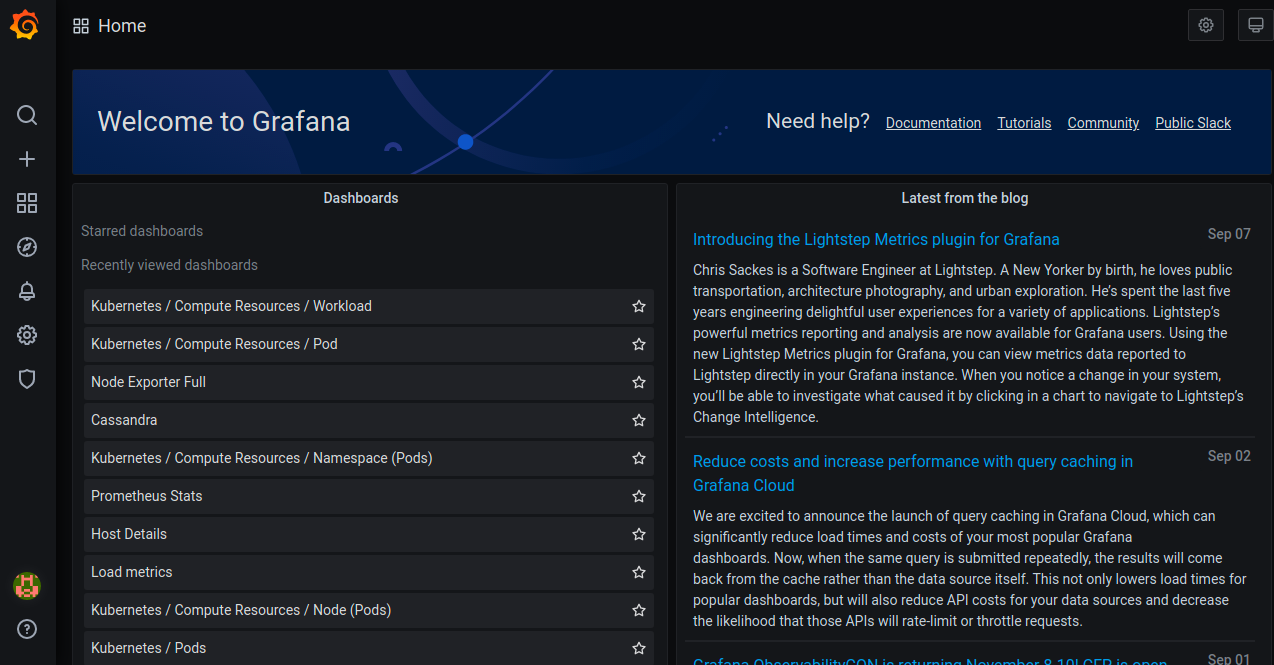 Home
Welcome to Grafana
Need help? Documentation Tutorials Community Public Slack
Dashboards
Starred dashboards
Recently viewed dashboards
Kubernetes / Compute Resources / Workload
Kubernetes / Compute Resources / Pod
Node Exporter Full
Cassandra
Kubernetes / Compute Resources / Namespace (Pods)
Prometheus Stats
Host Details
Load metrics
Kubernetes / Compute Resources / Node (Pods)
Kubernetes / Pods
Latest from the blog
Introducing the Lightstep Metrics plugin for Grafana
Sep 07
Chris Sackes is a Software Engineer at Lightstep. A New Yorker by birth, he loves public
transportation, architecture photography, and urban exploration. He’s spent the last five
years engineering delightful user experiences for a variety of applications. Lightstep’s
powerful metrics reporting and analysis are now available for Grafana users. Using the
new Lightstep Metrics plugin for Grafana, you can view metrics data reported to
Lightstep directly in your Grafana instance. When you notice a change in your system,
you’ll be able to investigate what caused it by clicking in a chart to navigate to Lightstep’s
Change Intelligence.
Reduce costs and increase performance with query caching in
Grafana Cloud
Sep 02
We are excited to announce the launch of query caching in Grafana Cloud, which can
significantly reduce load times and costs of your most popular Grafana
dashboards. Now, when the same query is submitted repeatedly, the results will come
back from the cache rather than the data source itself. This not only lowers load times for
popular dashboards, but will also reduce API costs for your data sources and decrease
the likelihood that those APIs will rate-limit or throttle requests.
Grafana ObservabilityCON is returning November 8-10! CFP is open
Sep 01